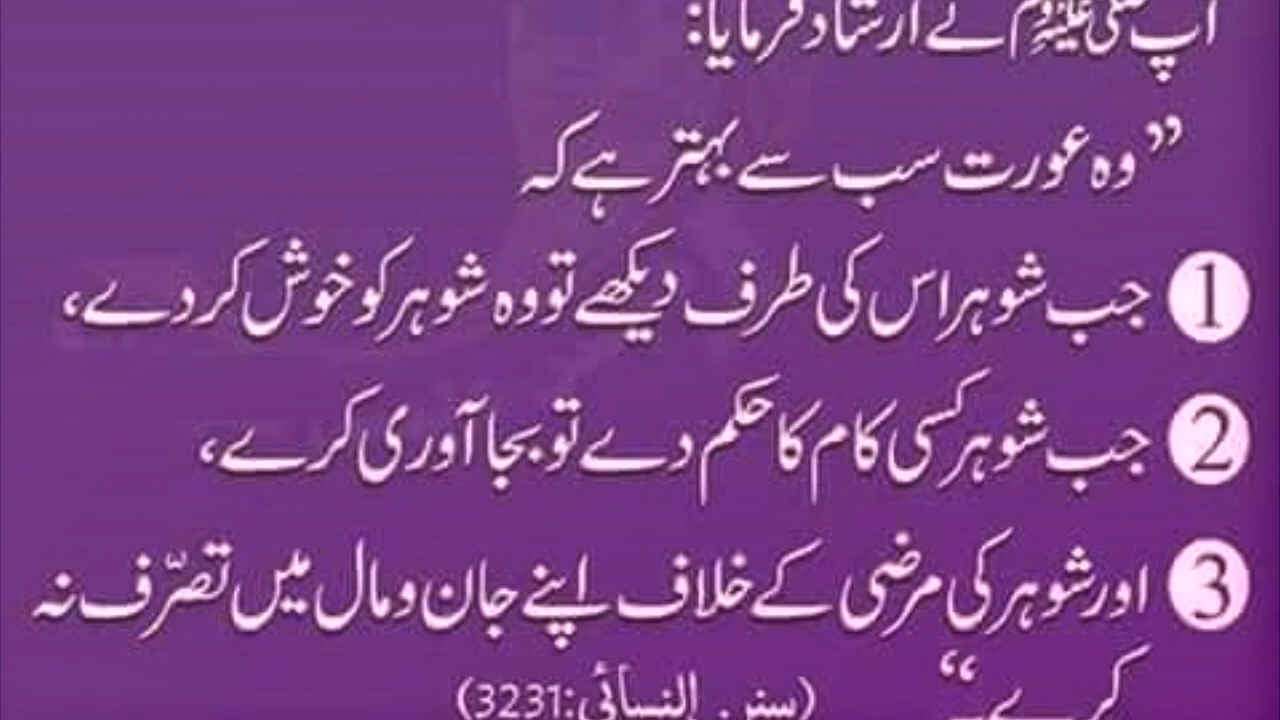 آپ صلی اللہ علیہ وسلم نے ارشاد فرمایا:
”وہ عورت سب سے بہتر ہے کہ
1 جب شوہر اس کی طرف دیکھے تو وہ شوہر کو خوش کر دے،
2 جب شوہر کسی کام کا حکم دے تو بجا آوری کرے،
3 اور شوہر کی مرضی کے خلاف اپنے جان و مال میں تصرّف نہ
کرے“ (سنن النسائی:3231)